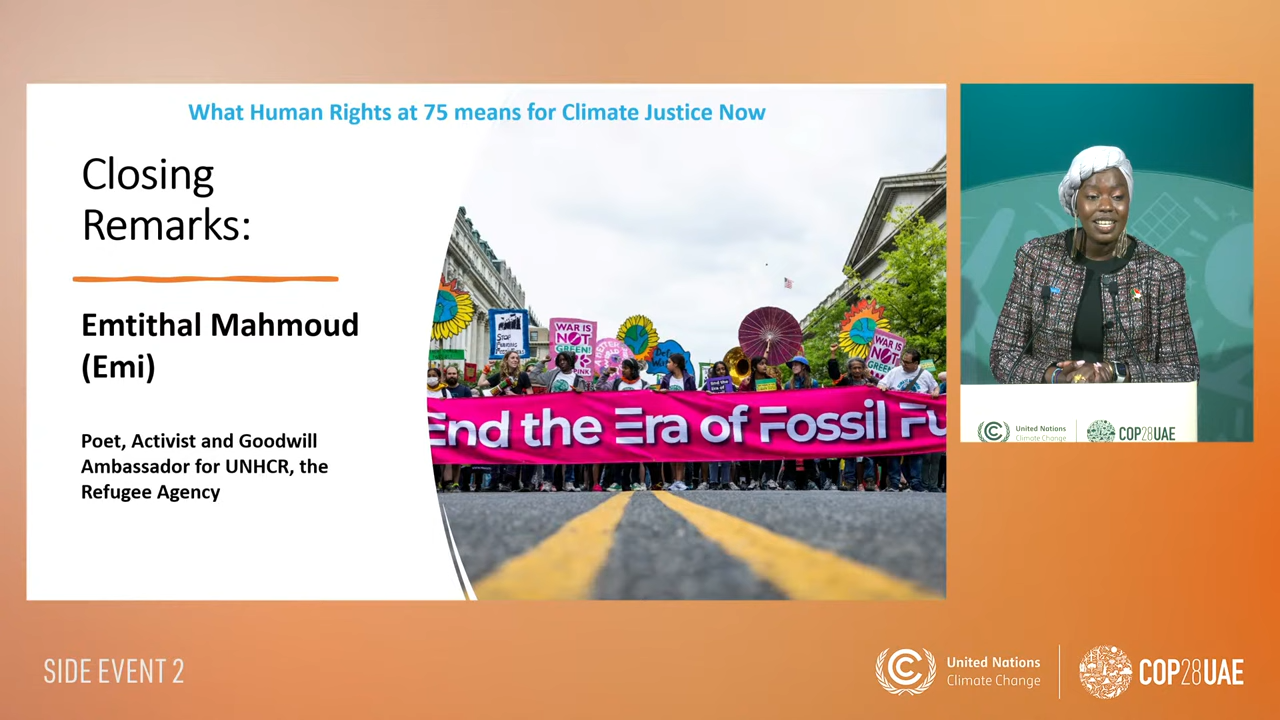 What Human Rights at 75 means for Climate Justice Now
Closing
Remarks:
Emtithal Mahmoud
(Emi)
Poet, Activist and Goodwill
Ambassador for UNHCR, the
Refugee Agency
STOP
WAR IS
NOT
GREEN!
WAR IS
NOT
End the Era of Fossil Fu
United Nations
Climate Change
COP28UAE
SIDE EVENT 2
United Nations
Climate Change
COP28UAE